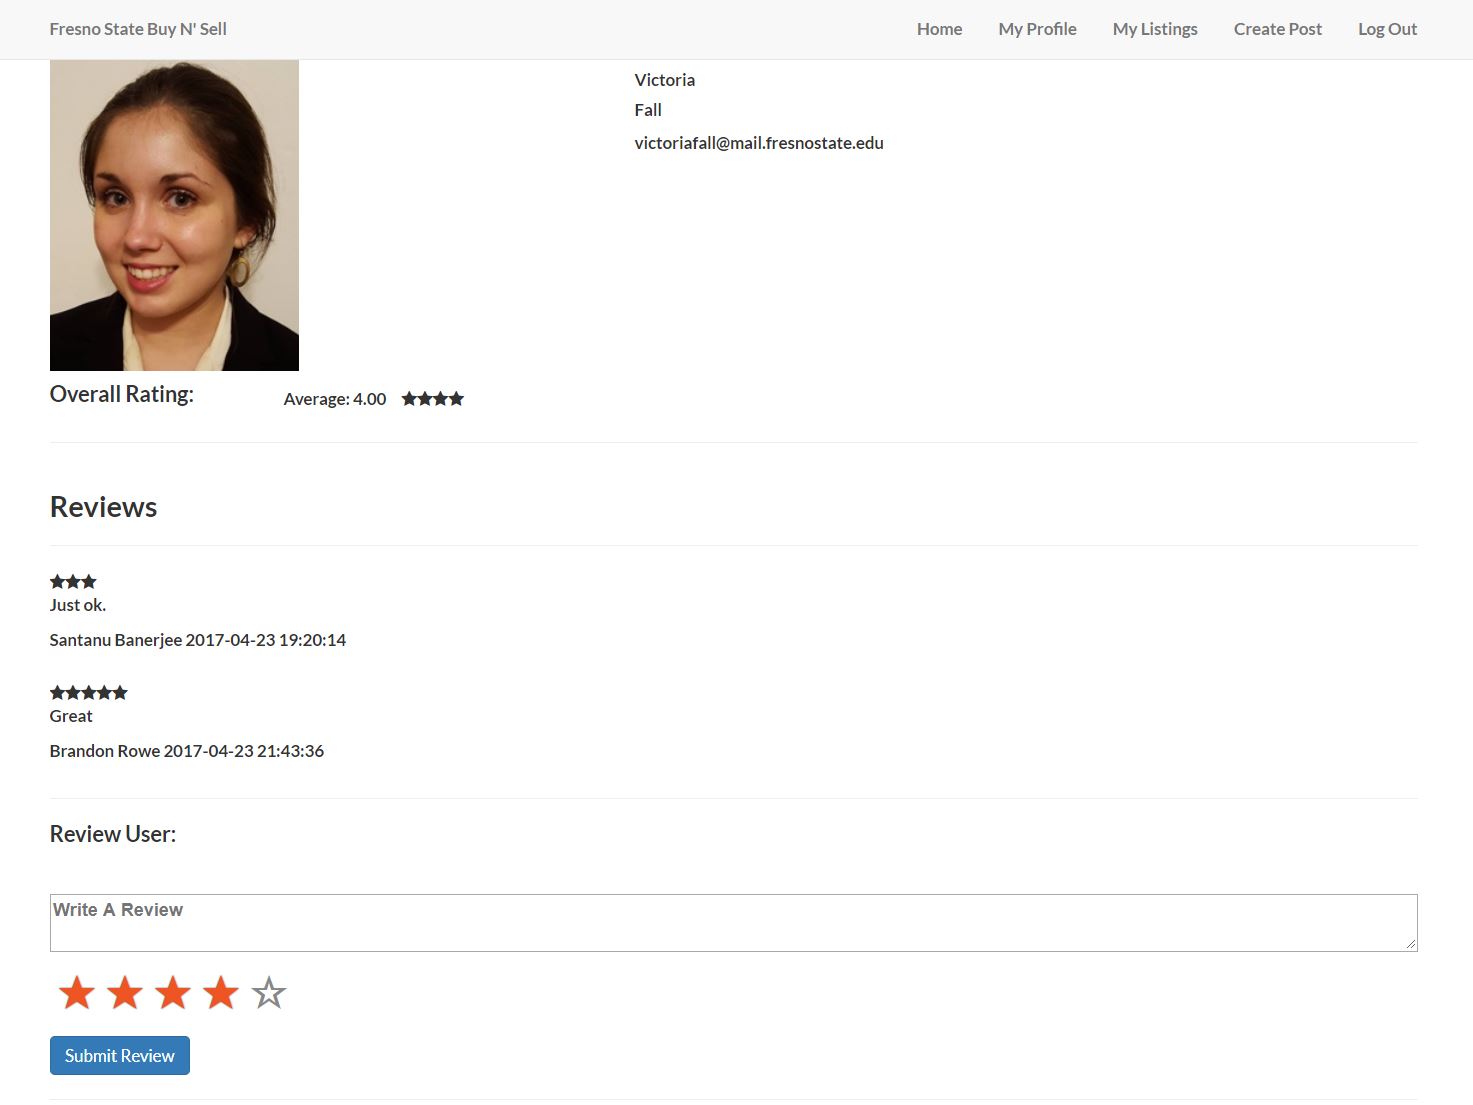 Fresno State Buy N' Sell Home My Profile My Listings Create Post Log Out
Victoria
Fall
victoriafall@mail.fresnostate.edu
Overall Rating: Average: 4.00 ★★★★
Reviews
★★★
Just ok.
Santanu Banerjee 2017-04-23 19:20:14
★★★★★
Great
Brandon Rowe 2017-04-23 21:43:36
Review User:
Write A Review
★★★★☆
Submit Review